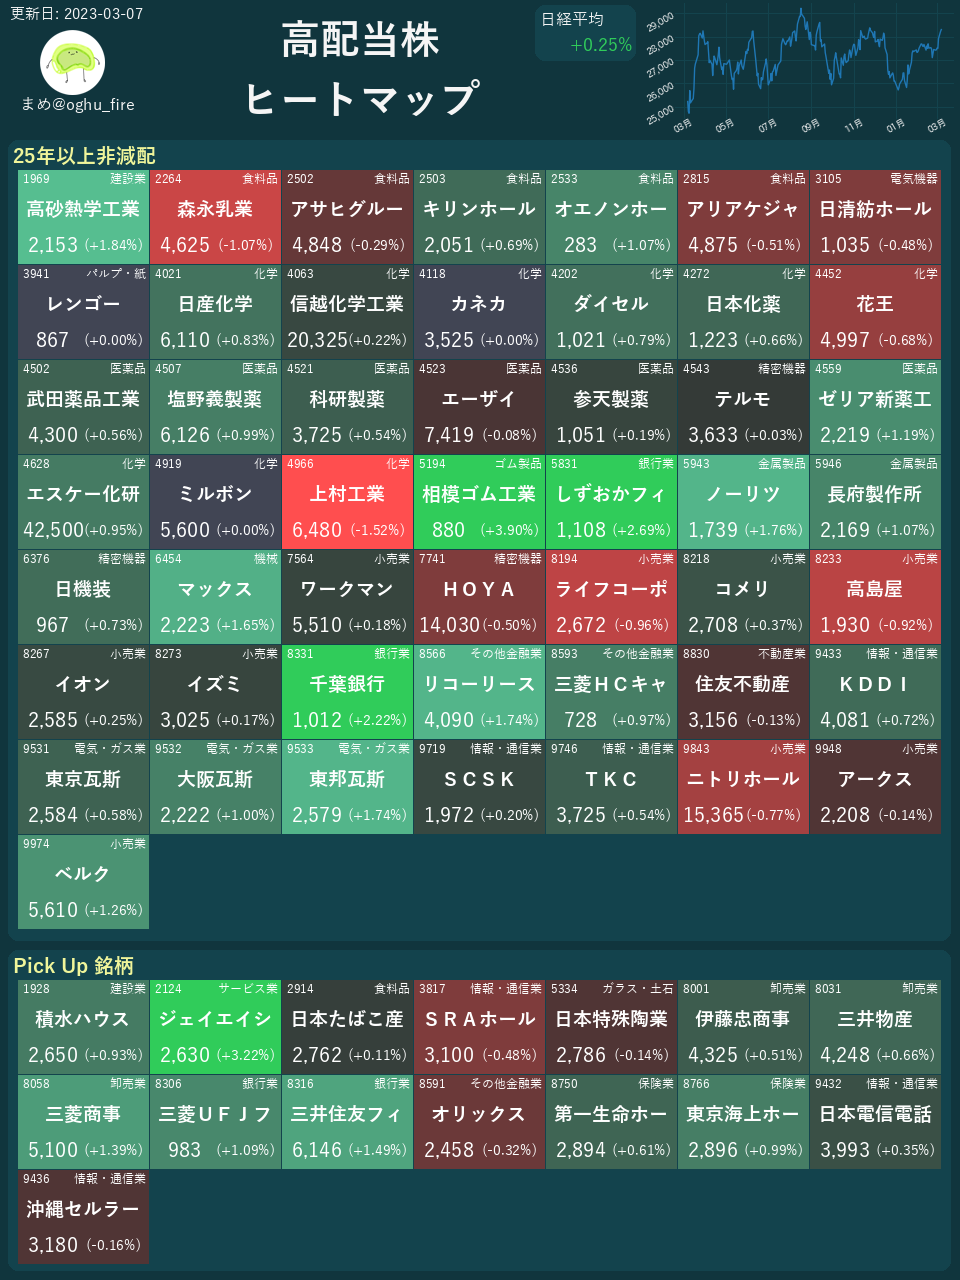 更新日: 2023-03-07
まめ@oghu_fire
高配当株
ヒートマップ
日経平均
+0.25%
29,000
28,000
27,000
26,000
25,000
03月 05月 07月 09月 11月 01月 03月
25年以上非減配
1969 建設業 2264 食料品 2502 食料品 2503 食料品 2533 食料品 2815 食料品 3105 電気機器
高砂熱学工業 森永乳業 アサヒグルー キリンホール オエノンホー アリアケジャ 日清紡ホール
2,153 (+1.84%) 4,625 (-1.07%) 4,848 (-0.29%) 2,051 (+0.69%) 283 (+1.07%) 4,875 (-0.51%) 1,035 (-0.48%)
3941 パルプ・紙 4021 化学 4063 化学 4118 化学 4202 化学 4272 化学 4452 化学
レンゴー 日産化学 信越化学工業 カネカ ダイセル 日本化薬 花王
867 (+0.00%) 6,110 (+0.83%) 20,325(+0.22%) 3,525 (+0.00%) 1,021 (+0.79%) 1,223 (+0.66%) 4,997 (-0.68%)
4502 医薬品 4507 医薬品 4521 医薬品 4523 医薬品 4536 医薬品 4543 精密機器 4559 医薬品
武田薬品工業 塩野義製薬 科研製薬 エーザイ 参天製薬 テルモ ゼリア新薬工
4,300 (+0.56%) 6,126 (+0.99%) 3,725 (+0.54%) 7,419 (-0.08%) 1,051 (+0.19%) 3,633 (+0.03%) 2,219 (+1.19%)
4628 化学 4919 化学 4966 化学 5194 ゴム製品 5831 銀行業 5943 金属製品 5946 金属製品
エスケー化研 ミルボン 上村工業 相模ゴム工業 しずおかフィ ノーリツ 長府製作所
42,500(+0.95%) 5,600 (+0.00%) 6,480 (-1.52%) 880 (+3.90%) 1,108 (+2.69%) 1,739 (+1.76%) 2,169 (+1.07%)
6376 精密機器 6454 機械 7564 小売業 7741 精密機器 8194 小売業 8218 小売業 8233 小売業
日機装 マックス ワークマン ＨＯＹＡ ライフコーポ コメリ 高島屋
967 (+0.73%) 2,223 (+1.65%) 5,510 (+0.18%) 14,030(-0.50%) 2,672 (-0.96%) 2,708 (+0.37%) 1,930 (-0.92%)
8267 小売業 8273 小売業 8331 銀行業 8566 その他金融業 8593 その他金融業 8830 不動産業 9433 情報・通信業
イオン イズミ 千葉銀行 リコーリース 三菱ＨＣキャ 住友不動産 ＫＤＤＩ
2,585 (+0.25%) 3,025 (+0.17%) 1,012 (+2.22%) 4,090 (+1.74%) 728 (+0.97%) 3,156 (-0.13%) 4,081 (+0.72%)
9531 電気・ガス業 9532 電気・ガス業 9533 電気・ガス業 9719 情報・通信業 9746 情報・通信業 9843 小売業 9948 小売業
東京瓦斯 大阪瓦斯 東邦瓦斯 ＳＣＳＫ ＴＫＣ ニトリホール アークス
2,584 (+0.58%) 2,222 (+1.00%) 2,579 (+1.74%) 1,972 (+0.20%) 3,725 (+0.54%) 15,365(-0.77%) 2,208 (-0.14%)
9974 小売業
ベルク
5,610 (+1.26%)
Pick Up 銘柄
1928 建設業 2124 サービス業 2914 食料品 3817 情報・通信業 5334 ガラス・土石 8001 卸売業 8031 卸売業
積水ハウス ジェイエイシ 日本たばこ産 ＳＲＡホール 日本特殊陶業 伊藤忠商事 三井物産
2,650 (+0.93%) 2,630 (+3.22%) 2,762 (+0.11%) 3,100 (-0.48%) 2,786 (-0.14%) 4,325 (+0.51%) 4,248 (+0.66%)
8058 卸売業 8306 銀行業 8316 銀行業 8591 その他金融業 8750 保険業 8766 保険業 9432 情報・通信業
三菱商事 三菱ＵＦＪフ 三井住友フィ オリックス 第一生命ホー 東京海上ホー 日本電信電話
5,100 (+1.39%) 983 (+1.09%) 6,146 (+1.49%) 2,458 (-0.32%) 2,894 (+0.61%) 2,896 (+0.99%) 3,993 (+0.35%)
9436 情報・通信業
沖縄セルラー
3,180 (-0.16%)